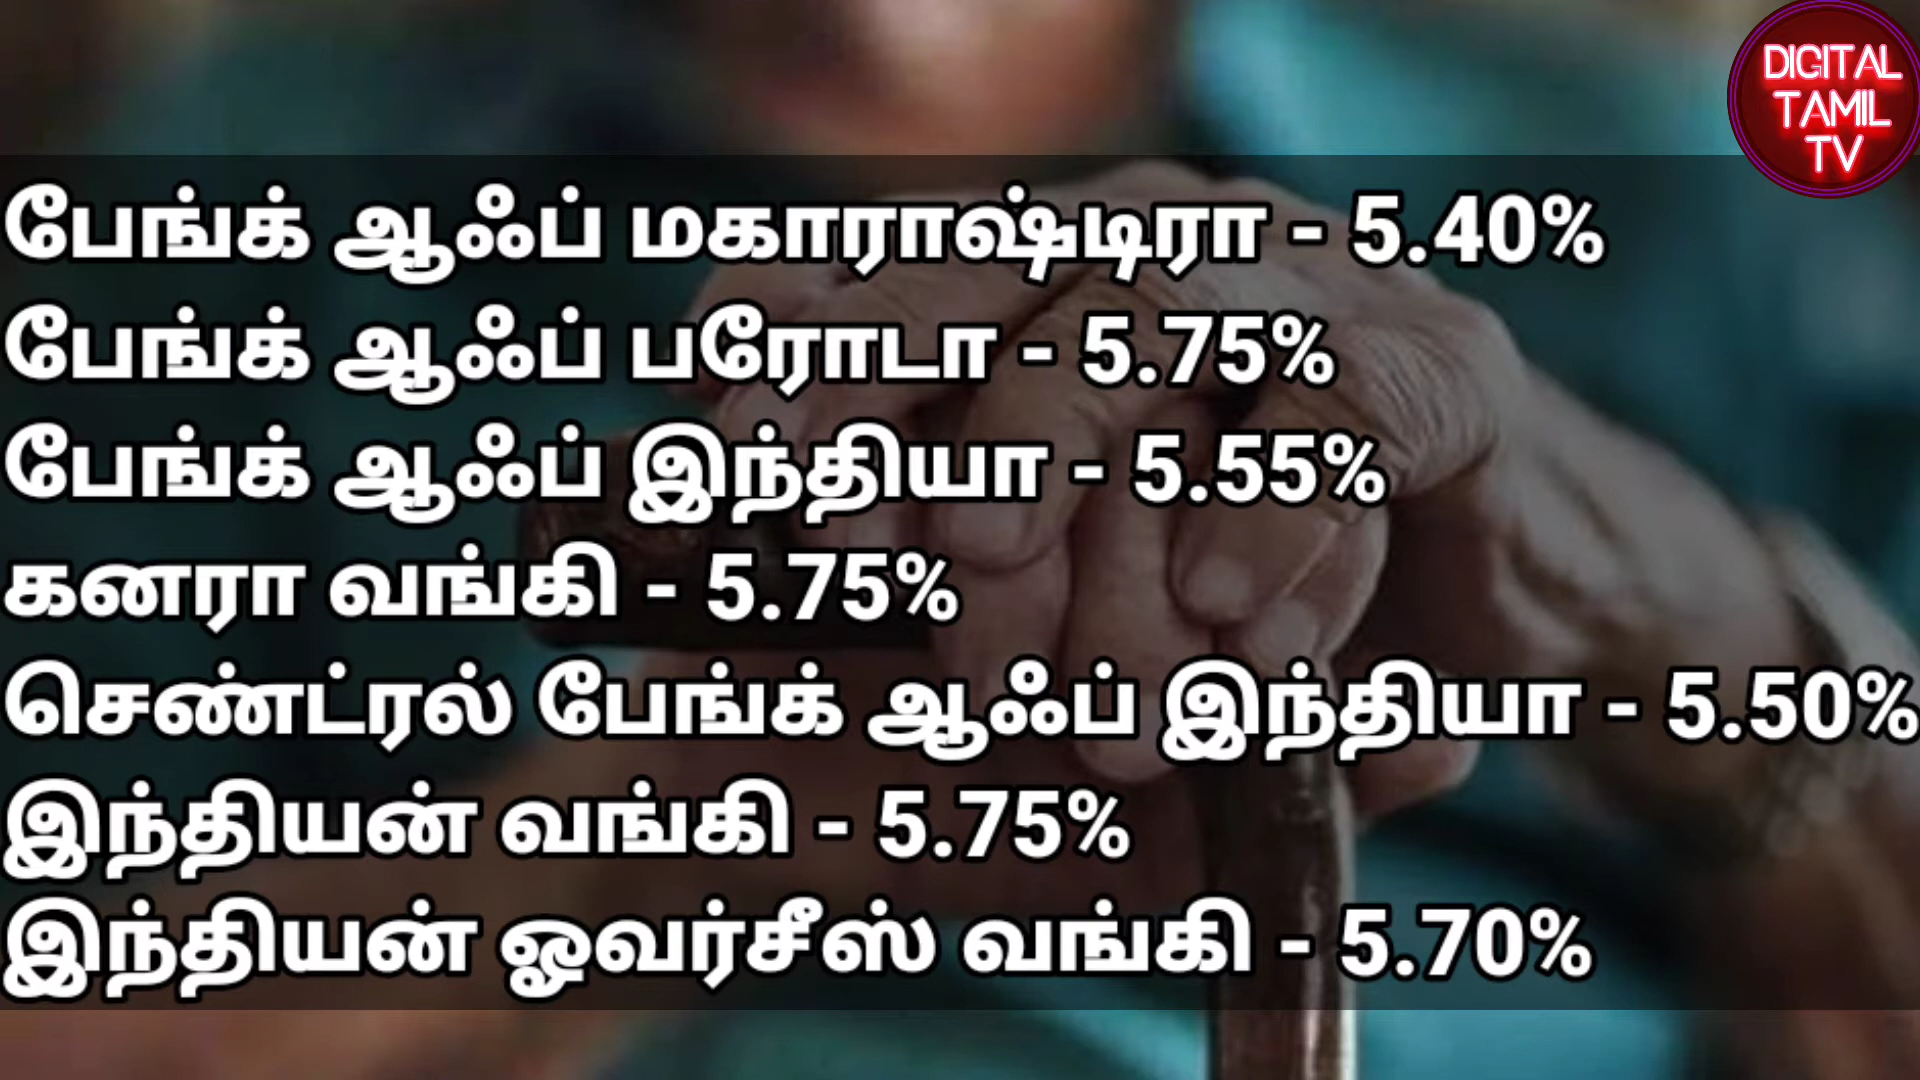 DIGITAL
TAMIL
TV
பேங்க் ஆஃப் மகாராஷ்டிரா - 5.40%
பேங்க் ஆஃப் பரோடா - 5.75%
பேங்க் ஆஃப் இந்தியா - 5.55%
கனரா வங்கி - 5.75%
செண்ட்ரல் பேங்க் ஆஃப் இந்தியா - 5.50%
இந்தியன் வங்கி - 5.75%
இந்தியன் ஓவர்சீஸ் வங்கி - 5.70%